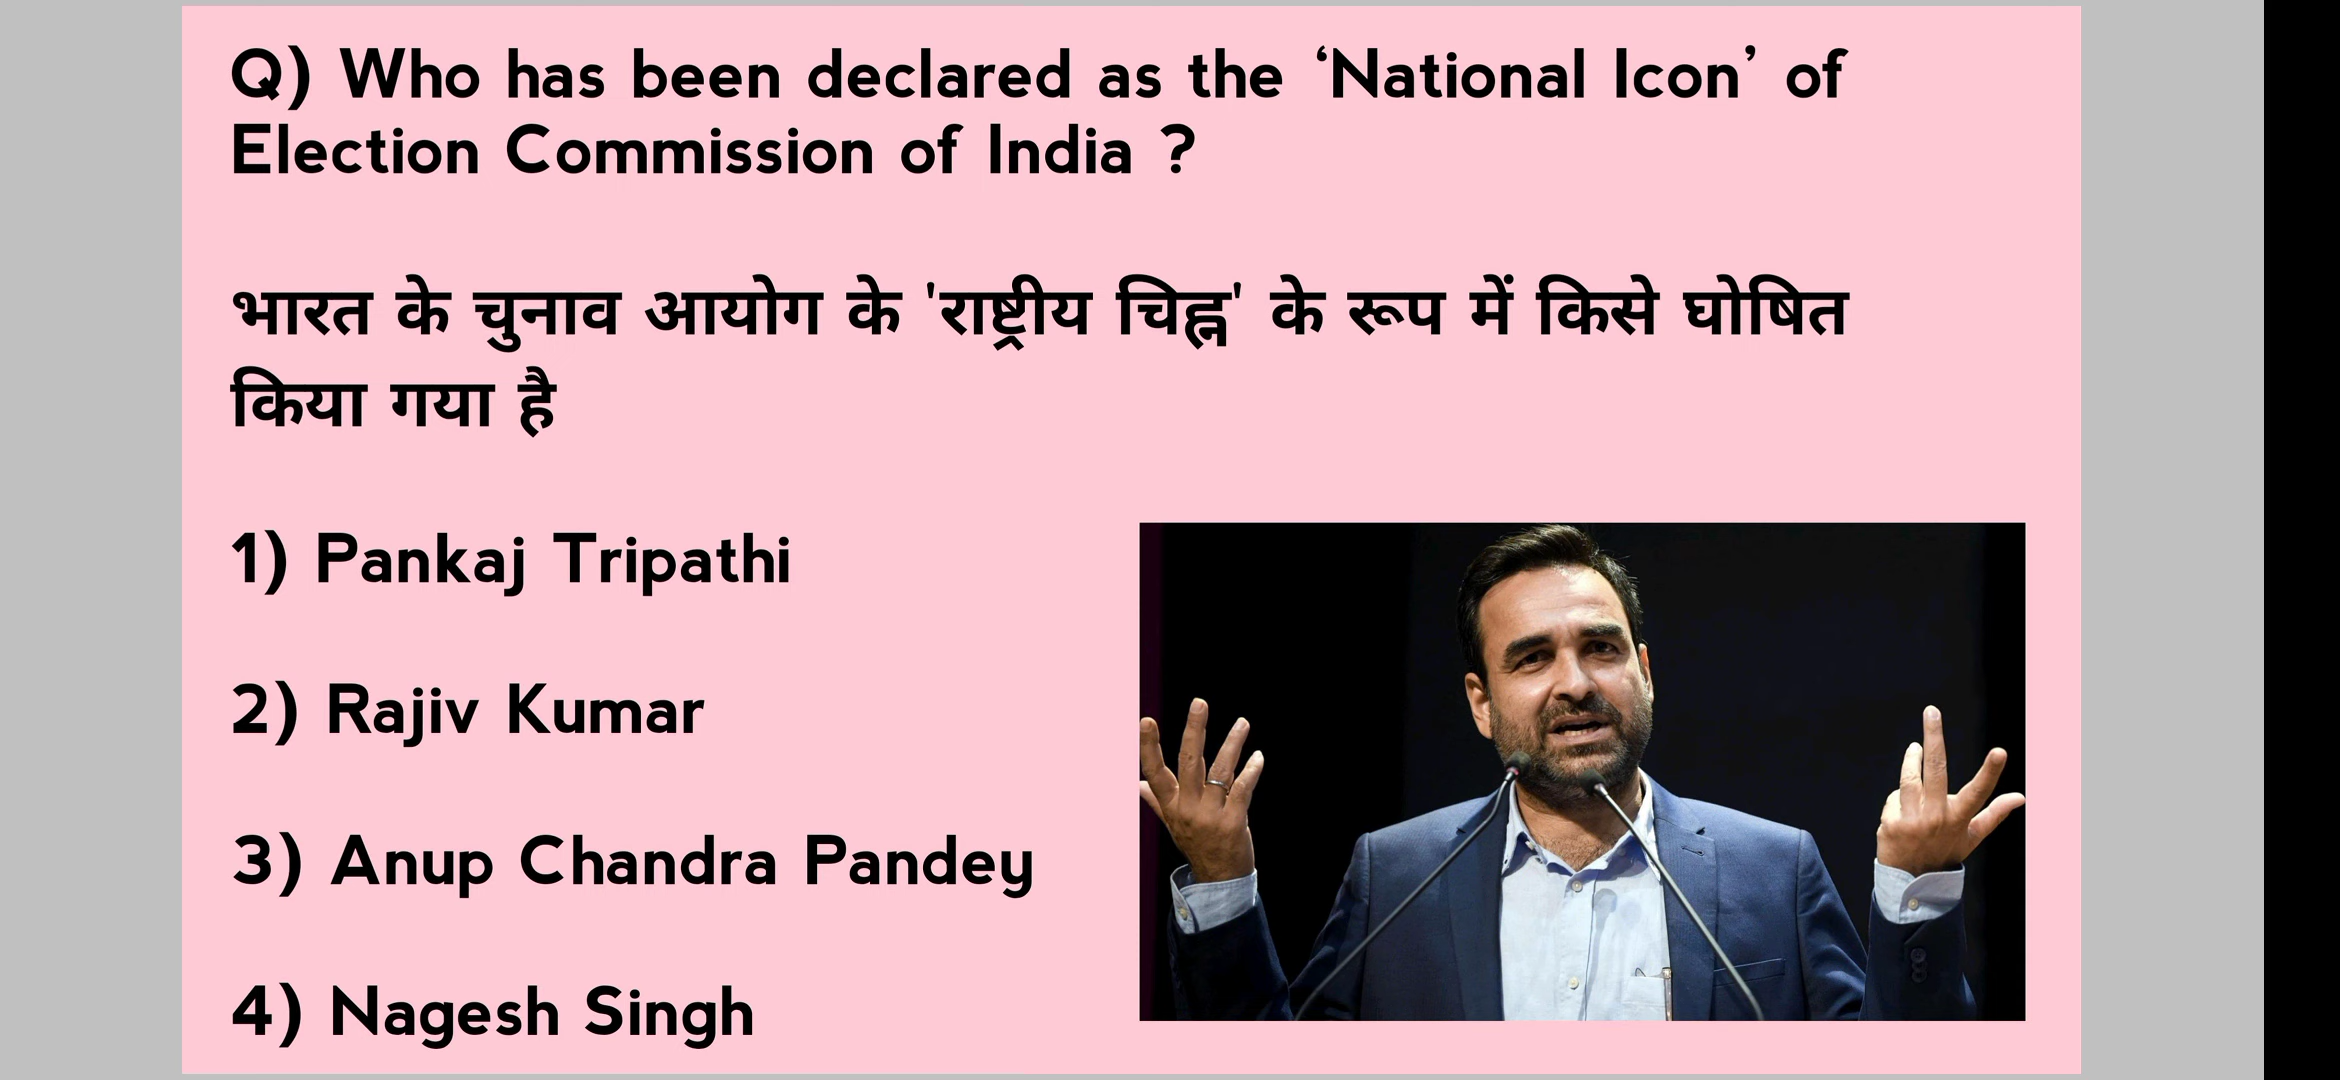 Q) Who has been declared as the ‘National Icon’ of
Election Commission of India ?
भारत के चुनाव आयोग के 'राष्ट्रीय चिह्न' के रूप में किसे घोषित
किया गया है
1) Pankaj Tripathi
2) Rajiv Kumar
3) Anup Chandra Pandey
4) Nagesh Singh